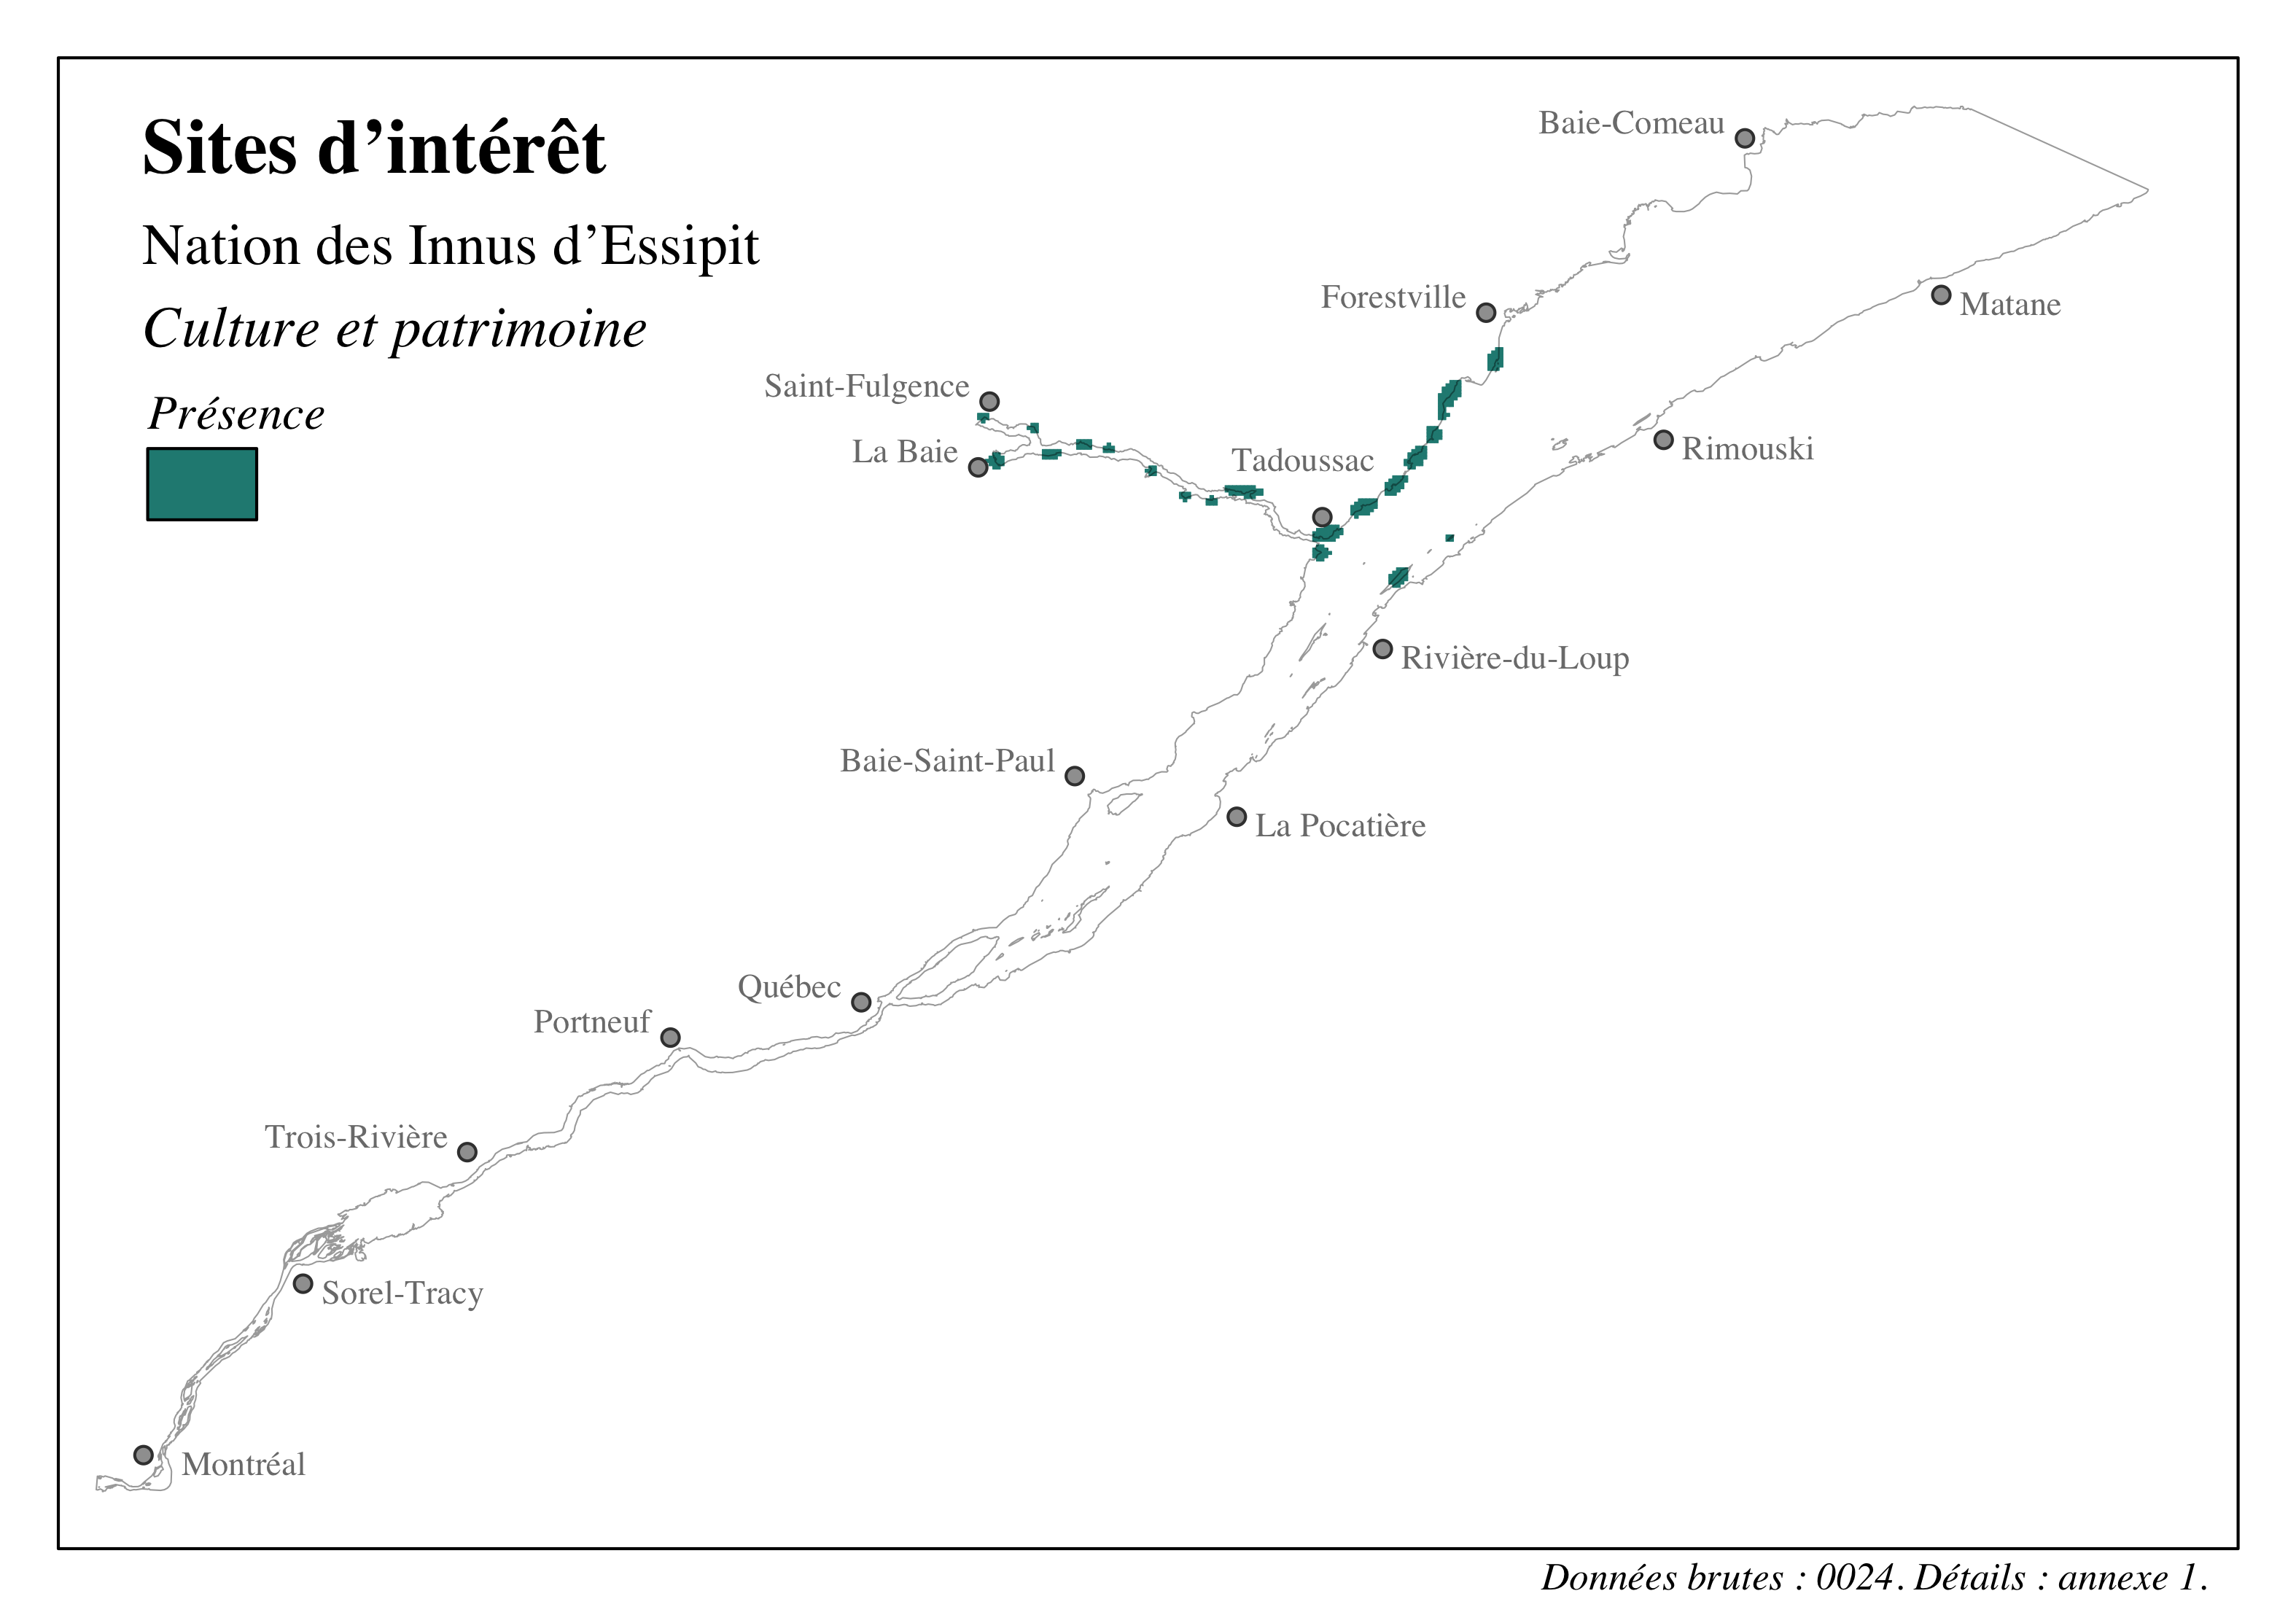 Sites d’intérêt
Nation des Innus d’Essipit
Culture et patrimoine
Présence
Baie-Comeau
Forestville
Matane
Saint-Fulgence
La Baie
Tadoussac
Rimouski
Rivière-du-Loup
Baie-Saint-Paul
La Pocatière
Québec
Portneuf
Trois-Rivière
Sorel-Tracy
Montréal
Données brutes : 0024. Détails : annexe 1.